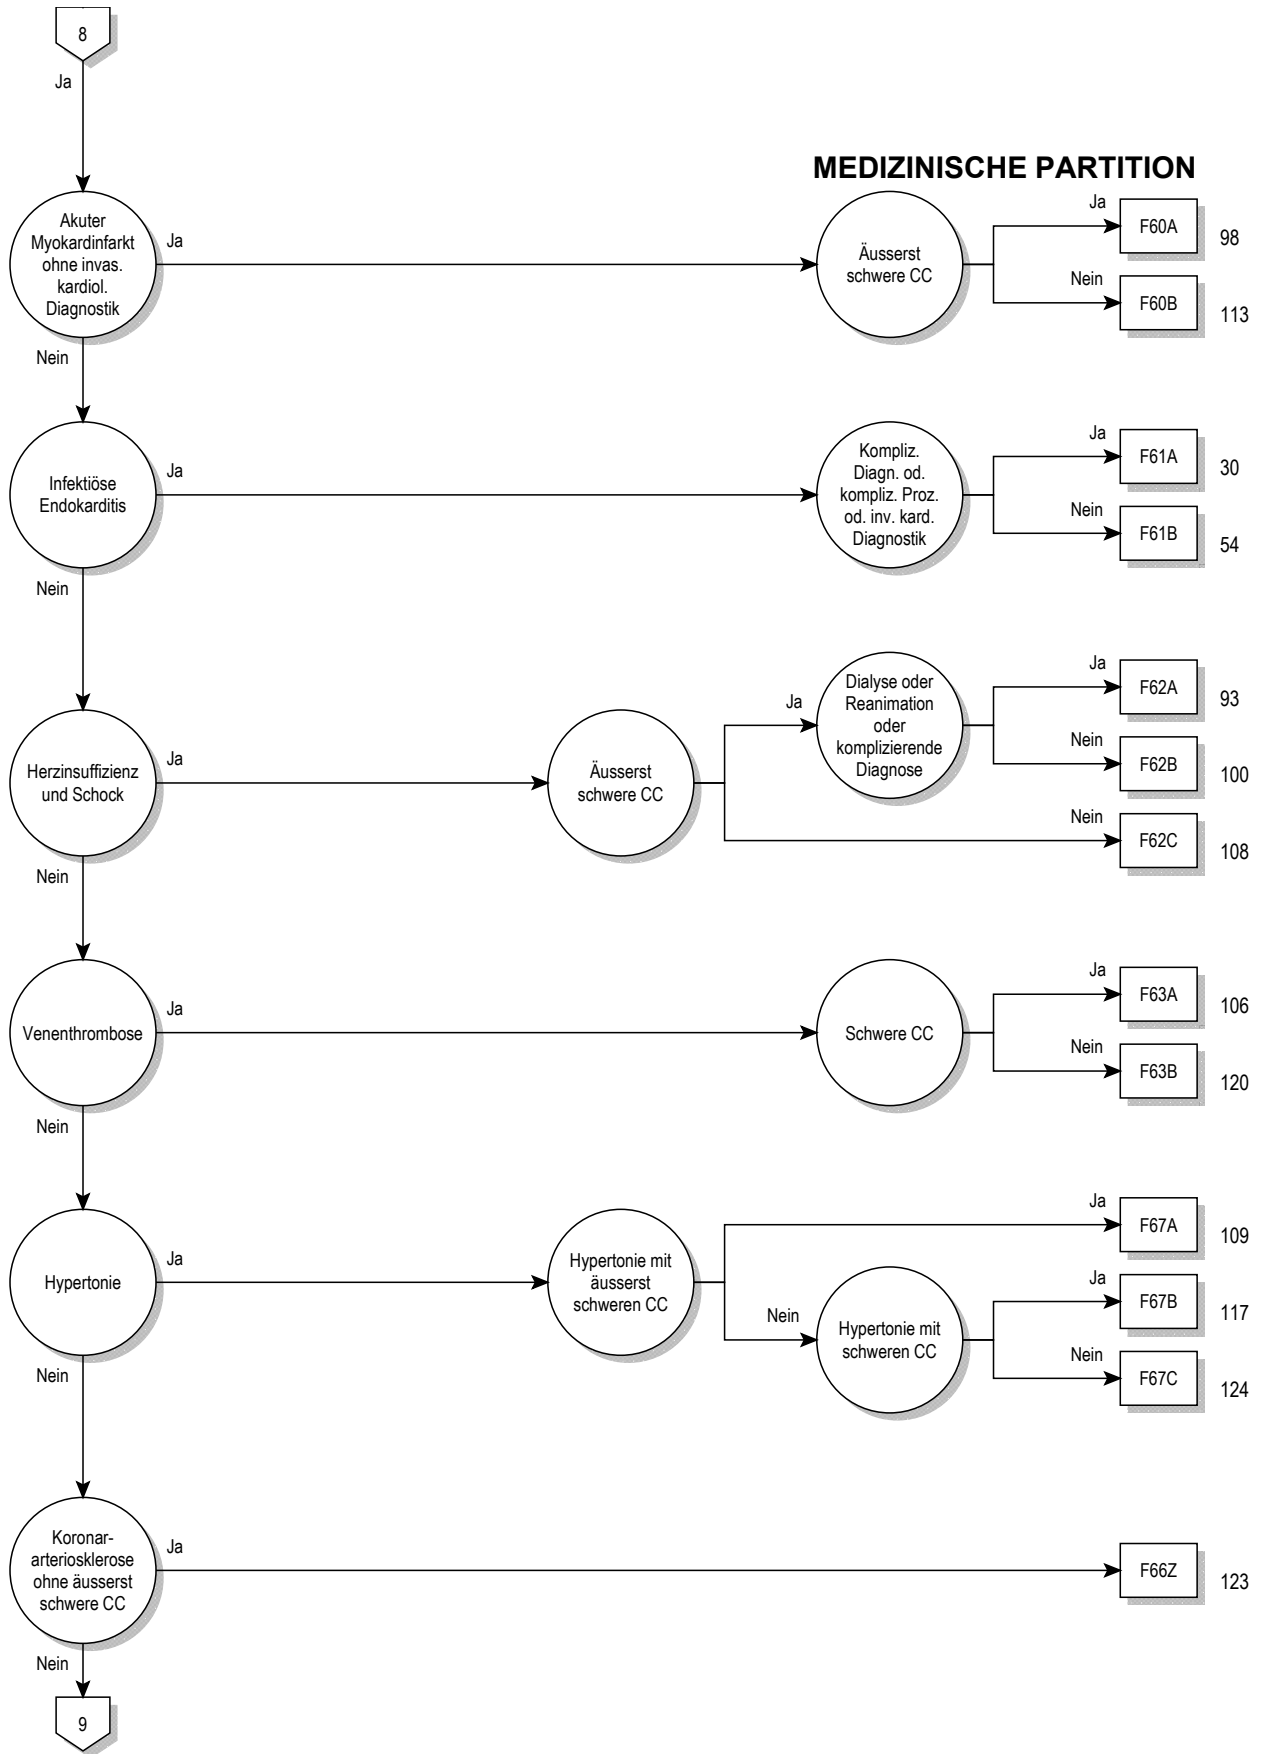 8
Ja
MEDIZINISCHE PARTITION
Akuter
Myokardinfarkt
ohne invas.
kardiol.
Diagnostik
Ja
Äusserst
schwere CC
Ja
F60A
98
Nein
F60B
113
Nein
Infektiöse
Endokarditis
Ja
Kompliz.
Diagn. od.
kompliz. Proz.
od. inv. kard.
Diagnostik
Ja
F61A
30
Nein
F61B
54
Nein
Herzinsuffizienz
und Schock
Ja
Äusserst
schwere CC
Ja
Dialyse oder
Reanimation
oder
komplizierende
Diagnose
Ja
F62A
93
Nein
F62B
100
Nein
F62C
108
Nein
Venenthrombose
Ja
Schwere CC
Ja
F63A
106
Nein
F63B
120
Nein
Hypertonie
Ja
Hypertonie mit
äusserst
schweren CC
Ja
F67A
109
Nein
Hypertonie mit
schweren CC
Ja
F67B
117
Nein
F67C
124
Nein
Koronar-
arteriosklerose
ohne äusserst
schwere CC
Ja
F66Z
123
Nein
9